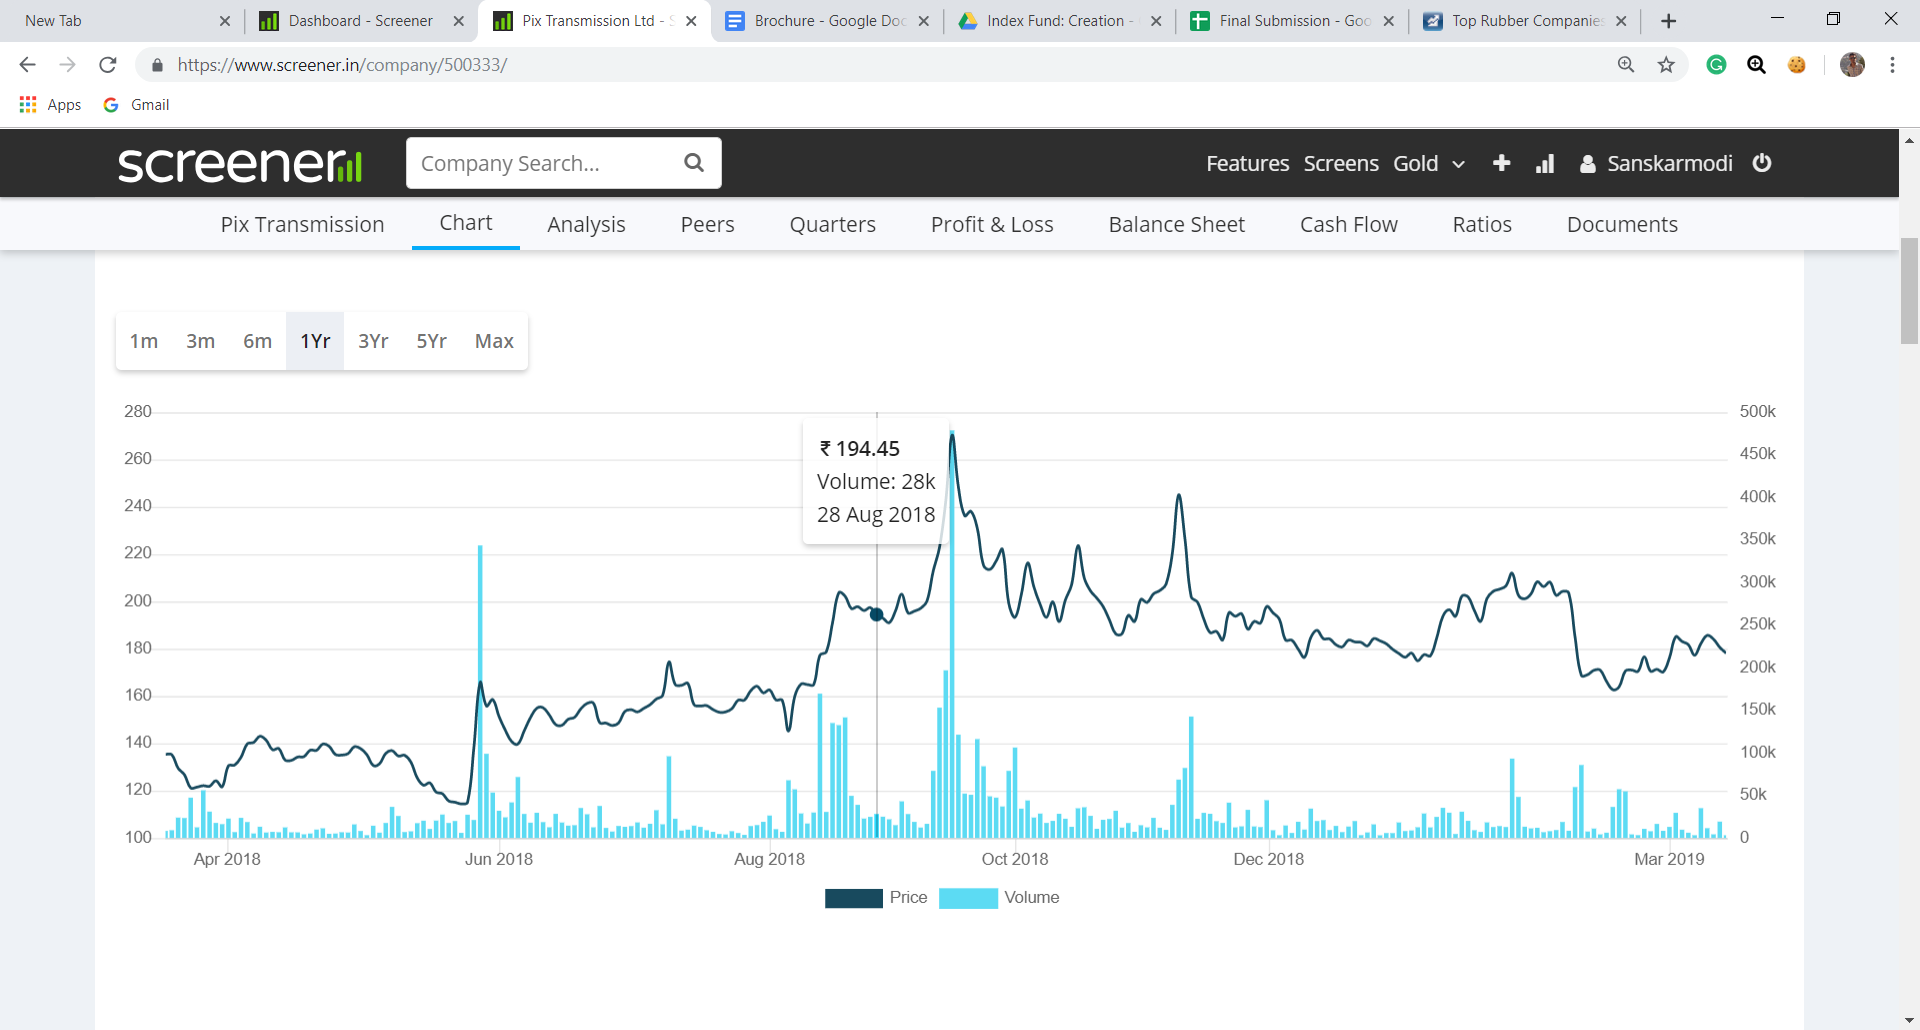 New Tab
Dashboard - Screener
Pix Transmission Ltd - S
Brochure - Google Doc
Index Fund: Creation -
Final Submission - Goo
Top Rubber Companies
https://www.screener.in/company/500333/
Apps
Gmail
screener
Company Search...
Features Screens Gold Sanskarmodi
Pix Transmission Chart Analysis Peers Quarters Profit & Loss Balance Sheet Cash Flow Ratios Documents
1m 3m 6m 1Yr 3Yr 5Yr Max
280 500k
₹ 194.45
260 450k
Volume: 28k
240 400k
28 Aug 2018
220 350k
200 300k
180 250k
200k
160 150k
140 100k
120 50k
100 0
Apr 2018 Jun 2018 Aug 2018 Oct 2018 Dec 2018 Mar 2019
Price Volume